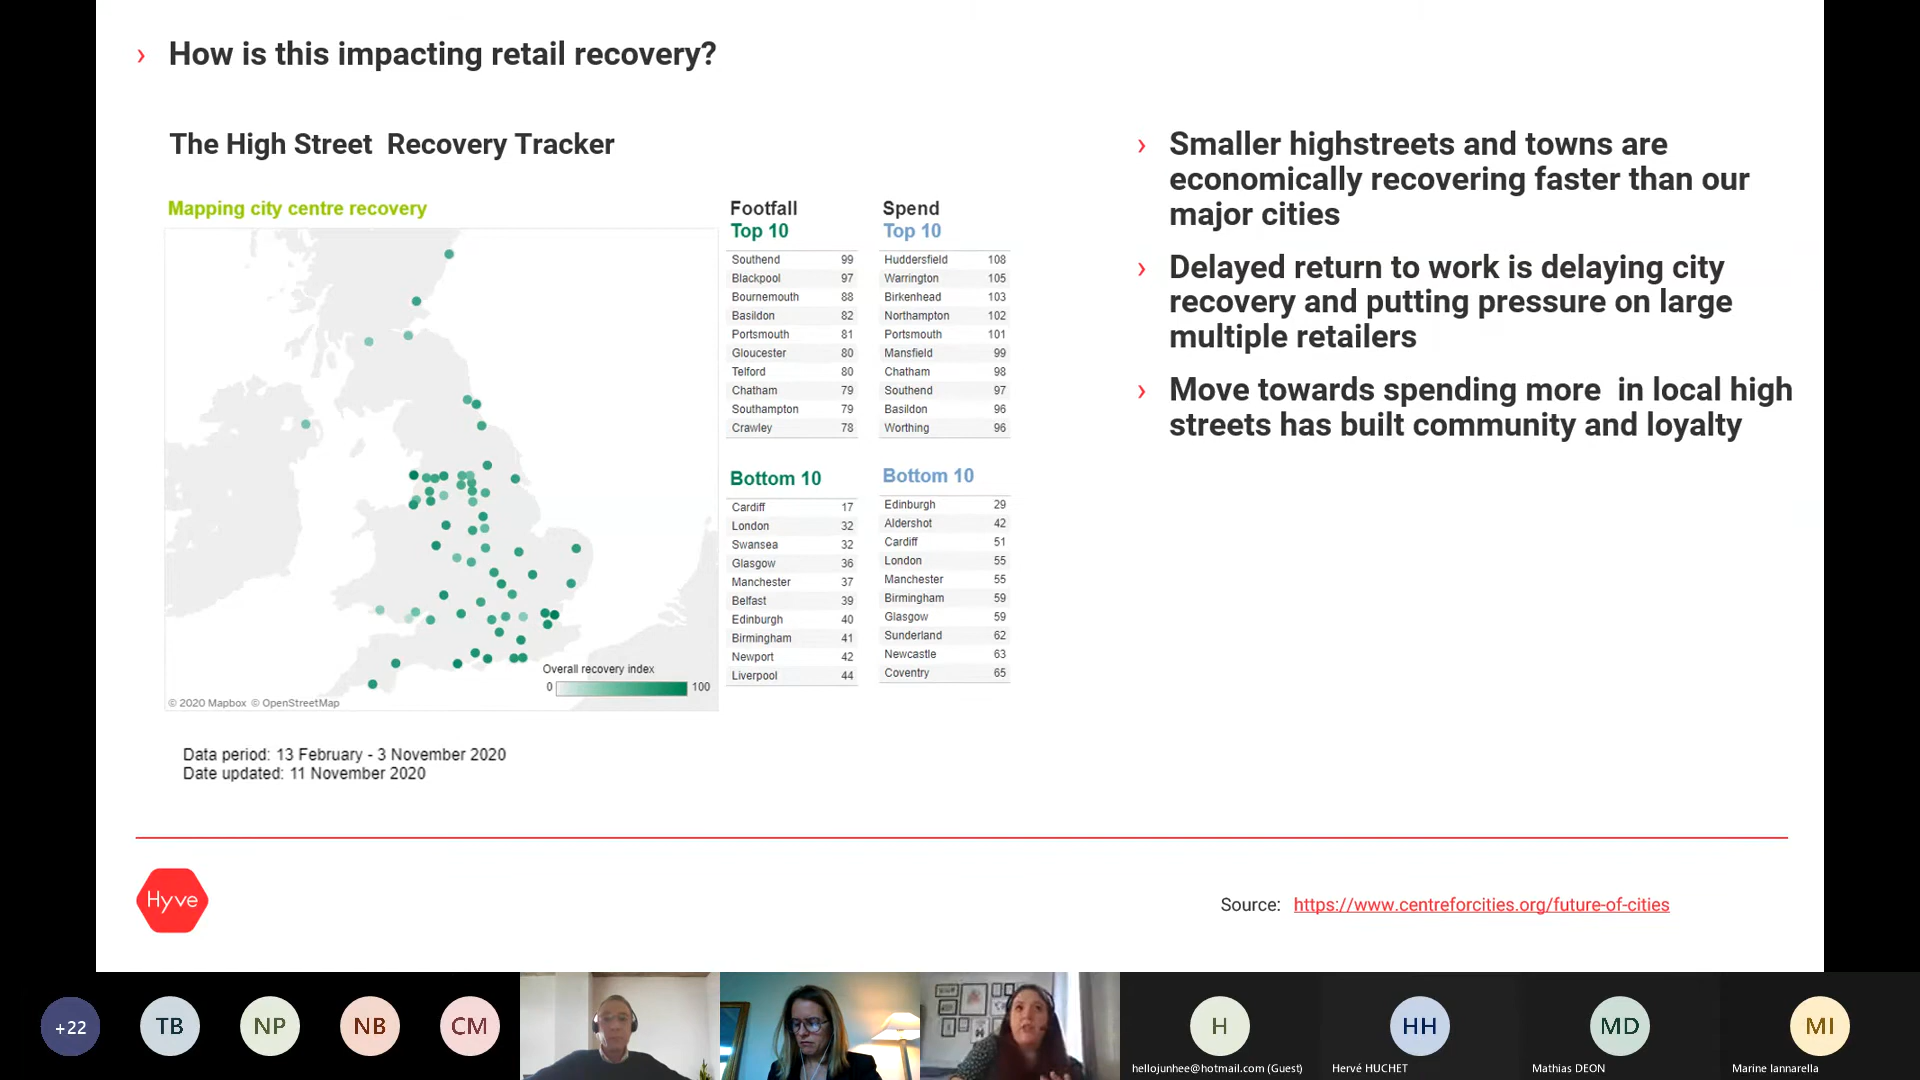 › How is this impacting retail recovery?
The High Street Recovery Tracker
Mapping city centre recovery
© 2020 Mapbox © OpenStreetMap
Overall recovery index
0 100
Data period: 13 February - 3 November 2020
Date updated: 11 November 2020
Footfall
Top 10
Southend 99
Blackpool 97
Bournemouth 88
Basildon 82
Portsmouth 81
Gloucester 80
Telford 80
Chatham 79
Southampton 79
Crawley 78
Bottom 10
Cardiff 17
London 32
Swansea 32
Glasgow 36
Manchester 37
Belfast 39
Edinburgh 40
Birmingham 41
Newport 42
Liverpool 44
Spend
Top 10
Huddersfield 108
Warrington 105
Birkenhead 103
Northampton 102
Portsmouth 101
Mansfield 99
Chatham 98
Southend 97
Basildon 96
Worthing 96
Bottom 10
Edinburgh 29
Aldershot 42
Cardiff 51
London 55
Manchester 55
Birmingham 59
Glasgow 59
Sunderland 62
Newcastle 63
Coventry 65
› Smaller highstreets and towns are
economically recovering faster than our
major cities
› Delayed return to work is delaying city
recovery and putting pressure on large
multiple retailers
› Move towards spending more in local high
streets has built community and loyalty
Hyve
Source: https://www.centreforcities.org/future-of-cities
+22
TB
NP
NB
CM
H
hellojunhee@hotmail.com (Guest)
HH
Hervé HUCHET
MD
Mathias DEON
MI
Marine Iannarella